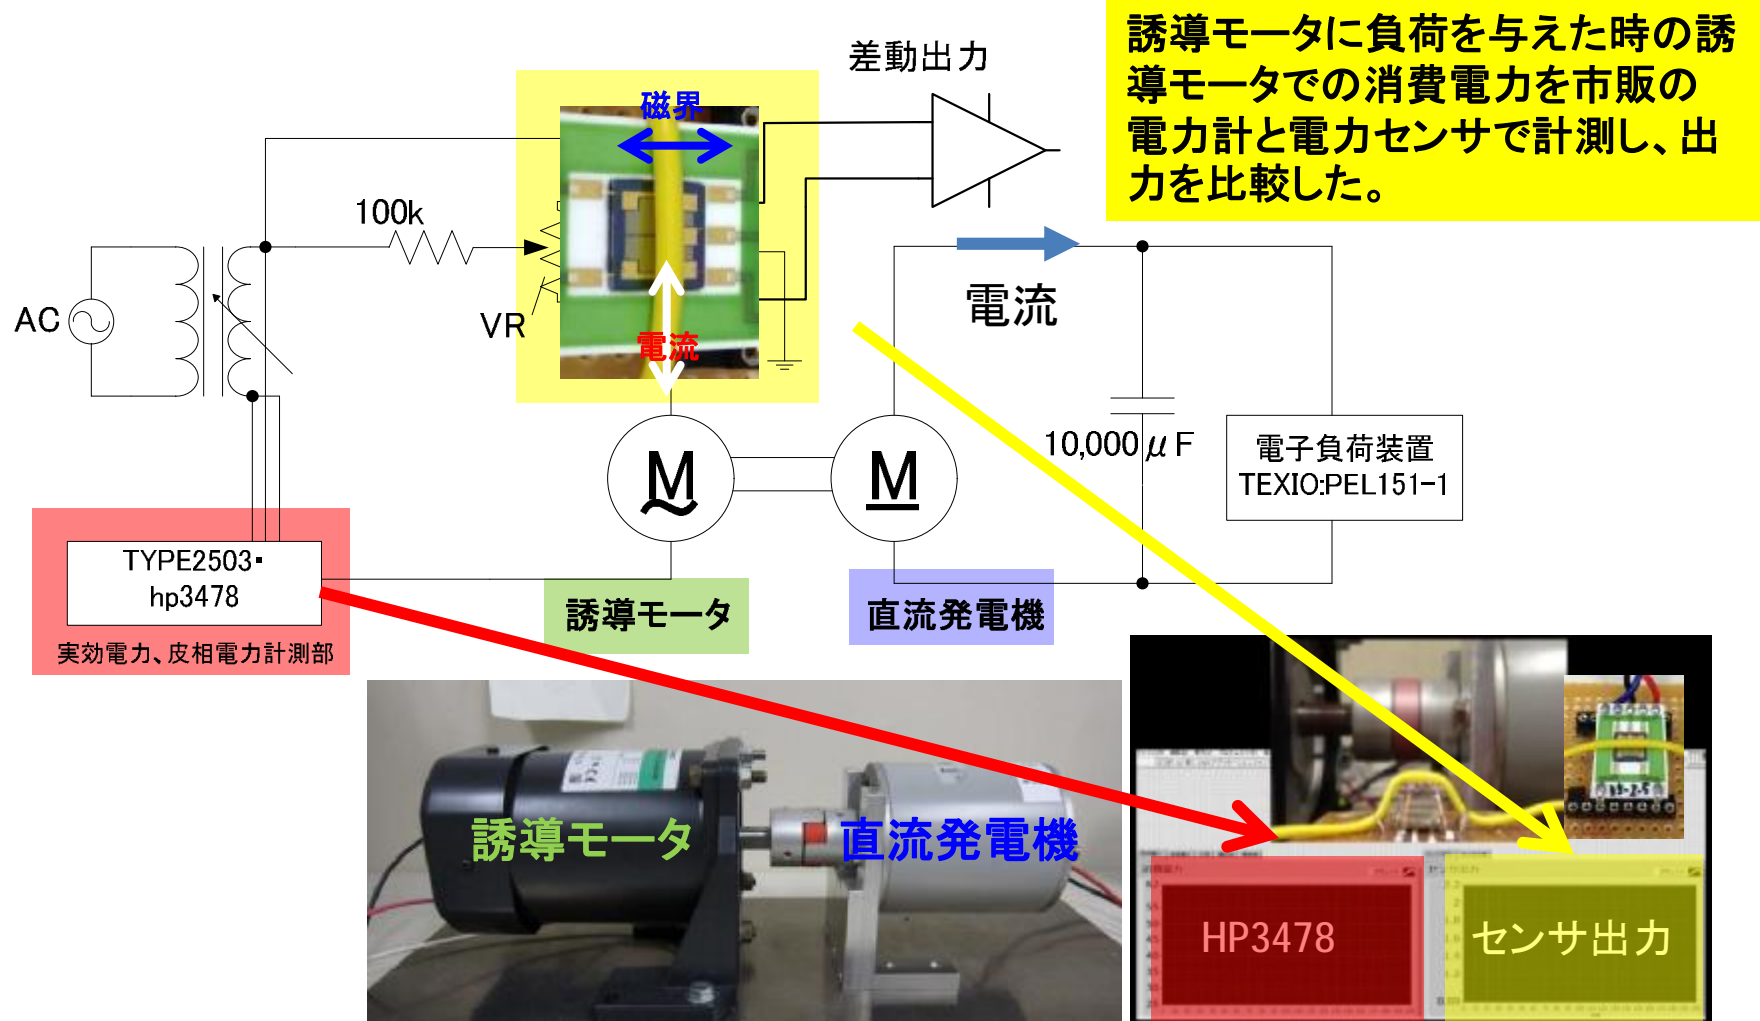 誘導モータに負荷を与えた時の誘
導モータでの消費電力を市販の
電力計と電力センサで計測し、出
力を比較した。
差動出力
磁界
100k
AC
VR
電流
電流
10,000μF
電子負荷装置
TEXIO:PEL151-1
M
M
TYPE2503・
hp3478
実効電力、皮相電力計測部
誘導モータ
直流発電機
誘導モータ
直流発電機
HP3478
センサ出力